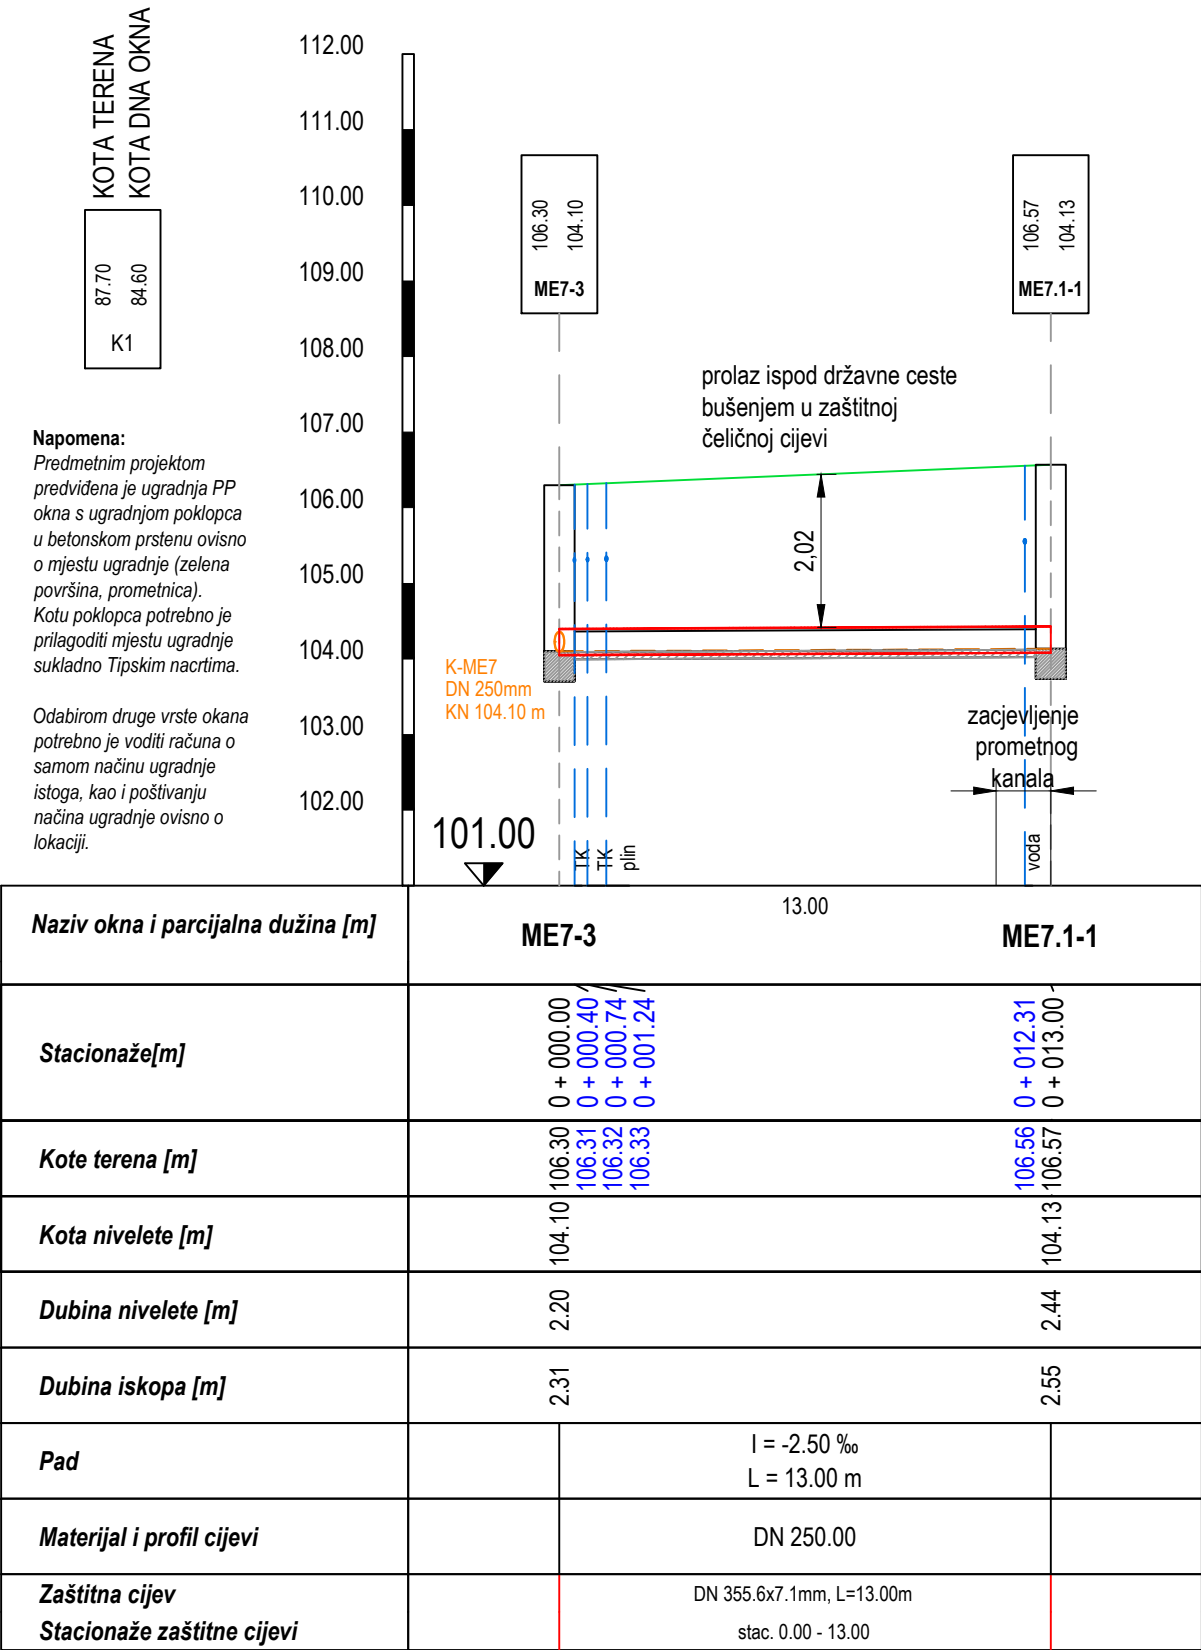 KOTA TERENA
KOTA DNA OKNA
87.70
84.60
K1
112.00
111.00
110.00
109.00
108.00
107.00
106.00
105.00
104.00
103.00
102.00
101.00
106.30
104.10
ME7-3
106.57
104.13
ME7.1-1
prolaz ispod državne ceste
bušenjem u zaštitnoj
čeličnoj cijevi
Napomena:
Predmetnim projektom
predviđena je ugradnja PP
okna s ugradnjom poklopca
u betonskom prstenu ovisno
o mjestu ugradnje (zelena
površina, prometnica).
Kotu poklopca potrebno je
prilagoditi mjestu ugradnje
sukladno Tipskim nacrtima.
Odabirom druge vrste okana
potrebno je voditi računa o
samom načinu ugradnje
istoga, kao i poštivanju
načina ugradnje ovisno o
lokaciji.
2,02
K-ME7
DN 250mm
KN 104.10 m
zacjevljenje
prometnog
kanala
TK
TK
plin
voda
Naziv okna i parcijalna dužina [m]
ME7-3
13.00
ME7.1-1
Stacionaže[m]
0 + 000.00
0 + 000.40
0 + 000.74
0 + 001.24
0 + 012.31
0 + 013.00
Kote terena [m]
106.30
106.31
106.32
106.33
106.56
106.57
Kota nivelete [m]
104.10
104.13
Dubina nivelete [m]
2.20
2.44
Dubina iskopa [m]
2.31
2.55
Pad
I = -2.50 ‰
L = 13.00 m
Materijal i profil cijevi
DN 250.00
Zaštitna cijev
DN 355.6x7.1mm, L=13.00m
Stacionaže zaštitne cijevi
stac. 0.00 - 13.00